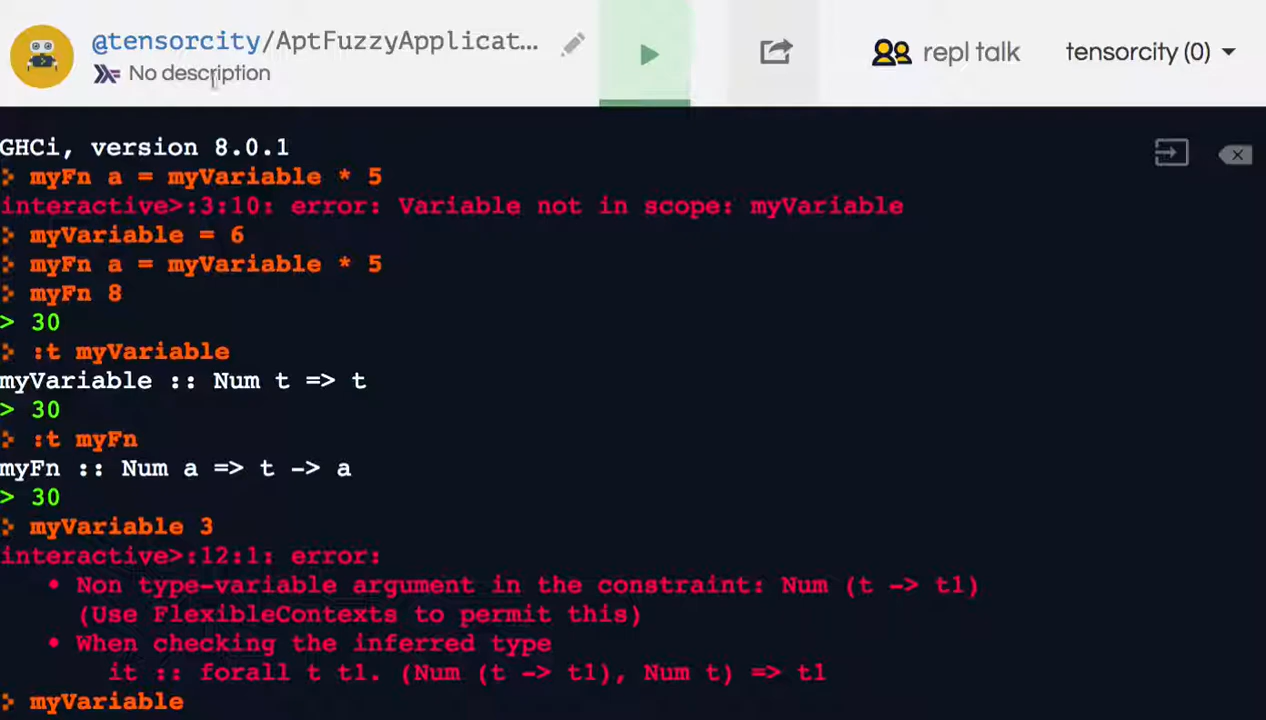 @tensorcity/AptFuzzyApplicat...
No description
repl talk
tensorcity (0)
GHCi, version 8.0.1
myFn a = myVariable * 5
interactive>:3:10: error: Variable not in scope: myVariable
myVariable = 6
myFn a = myVariable * 5
myFn 8
> 30
:t myVariable
myVariable :: Num t => t
> 30
:t myFn
myFn :: Num a => t -> a
> 30
myVariable 3
interactive>:12:1: error:
• Non type-variable argument in the constraint: Num (t -> t1)
(Use FlexibleContexts to permit this)
• When checking the inferred type
it :: forall t t1. (Num (t -> t1), Num t) => t1
myVariable